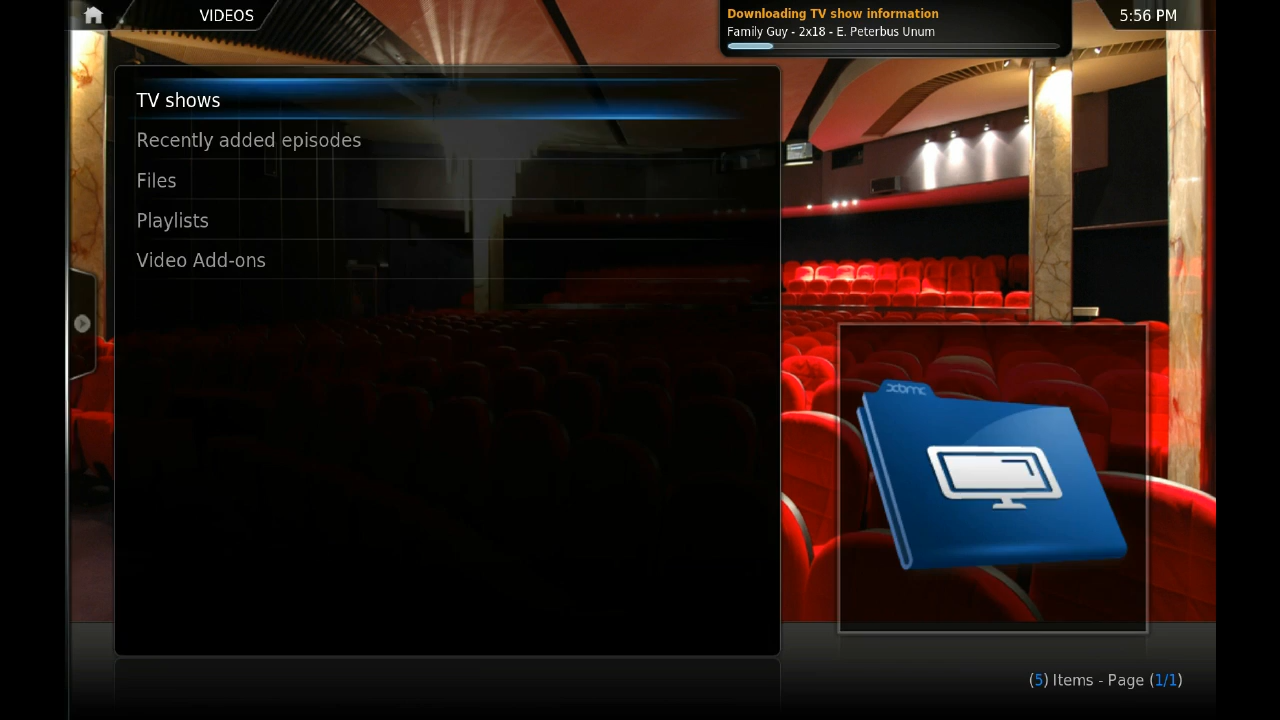 VIDEOS
Downloading TV show information
Family Guy - 2x18 - E. Peterbus Unum
5:56 PM
TV shows
Recently added episodes
Files
Playlists
Video Add-ons
xbmc
(5) Items - Page (1/1)